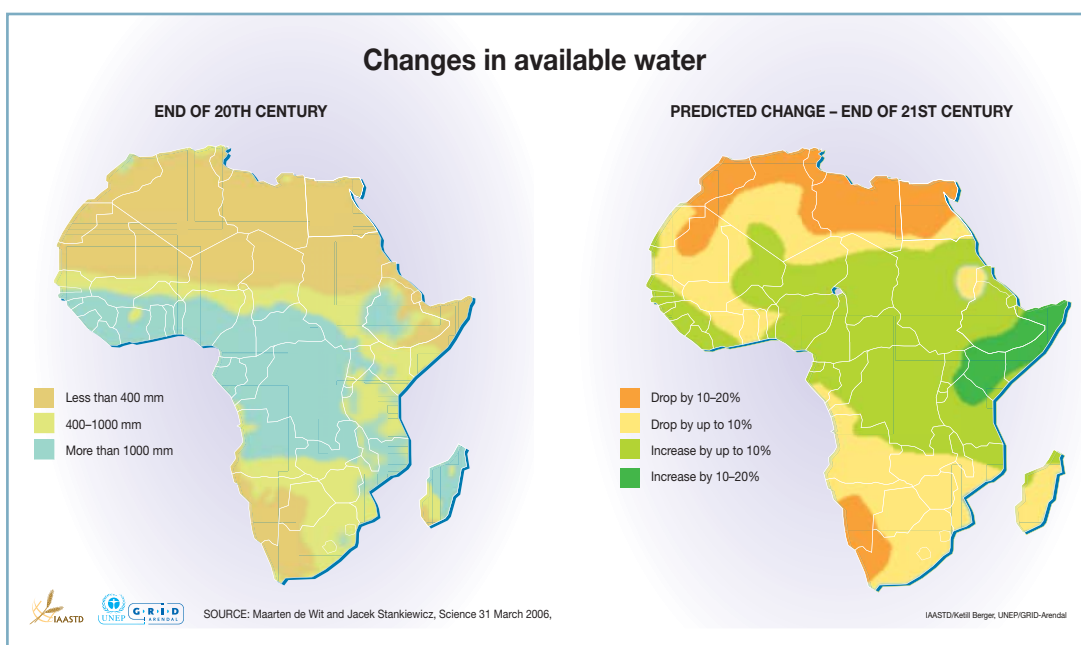 Changes in available water
END OF 20TH CENTURY
Less than 400 mm
400–1000 mm
More than 1000 mm
PREDICTED CHANGE – END OF 21ST CENTURY
Drop by 10–20%
Drop by up to 10%
Increase by up to 10%
Increase by 10–20%
IAASTD
UNEP
G R I D
ARENDAL
SOURCE: Maarten de Wit and Jacek Stankiewicz, Science 31 March 2006,
IAASTD/Ketill Berger, UNEP/GRID-Arendal